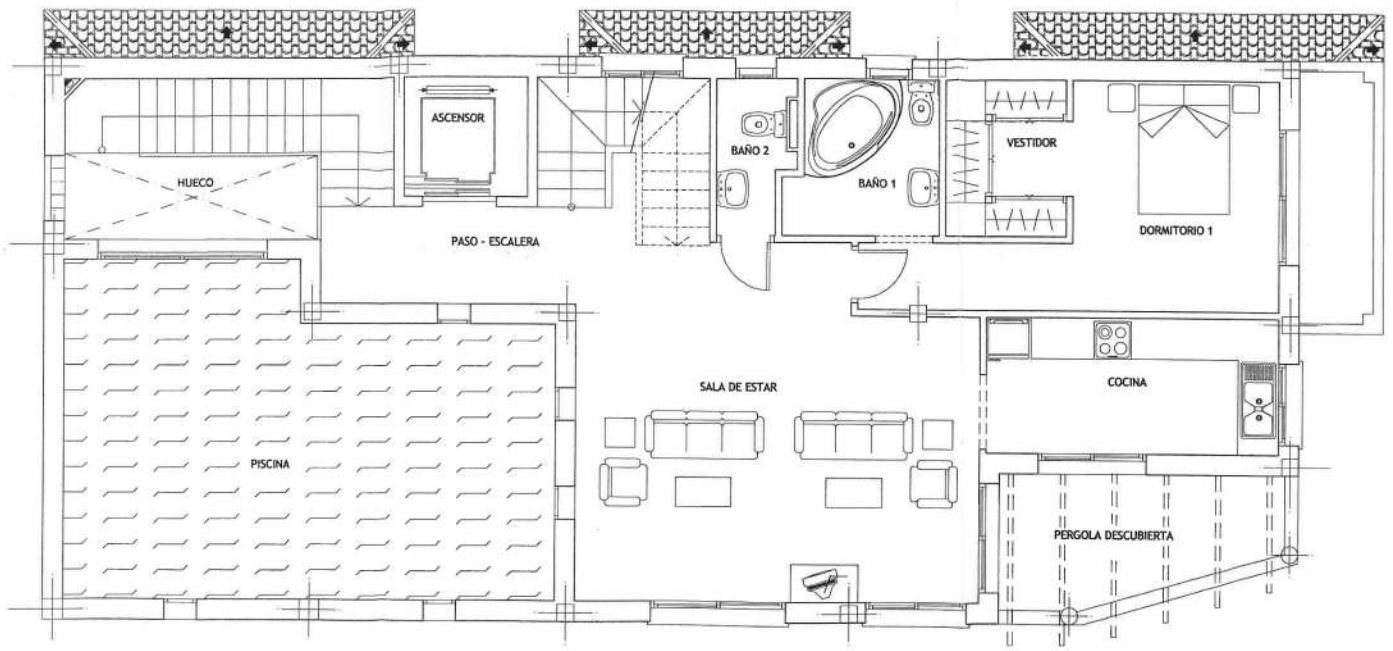 ASCENSOR
HUECO
BAÑO 2
BAÑO 1
VESTIDOR
DORMITORIO 1
PASO - ESCALERA
SALA DE ESTAR
COCINA
PISCINA
PERGOLA DESCUBIERTA